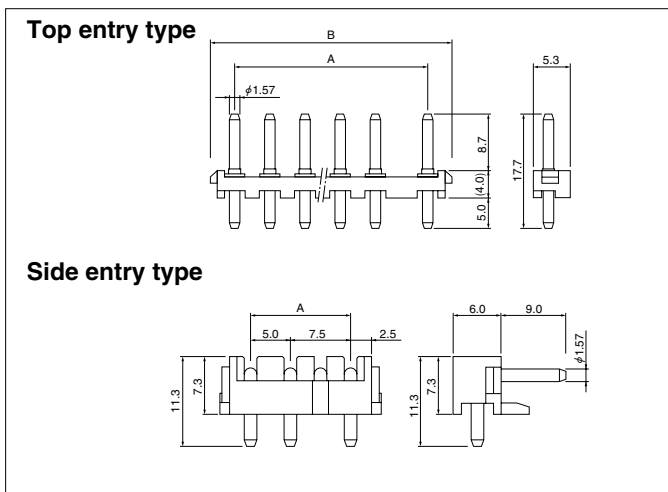 Top entry type
B
A
φ1.57
5.3
8.7
(4.0)
5.0
17.7
Side entry type
A
5.0
7.5
2.5
11.3
7.3
6.0
9.0
φ1.57
11.3
7.3